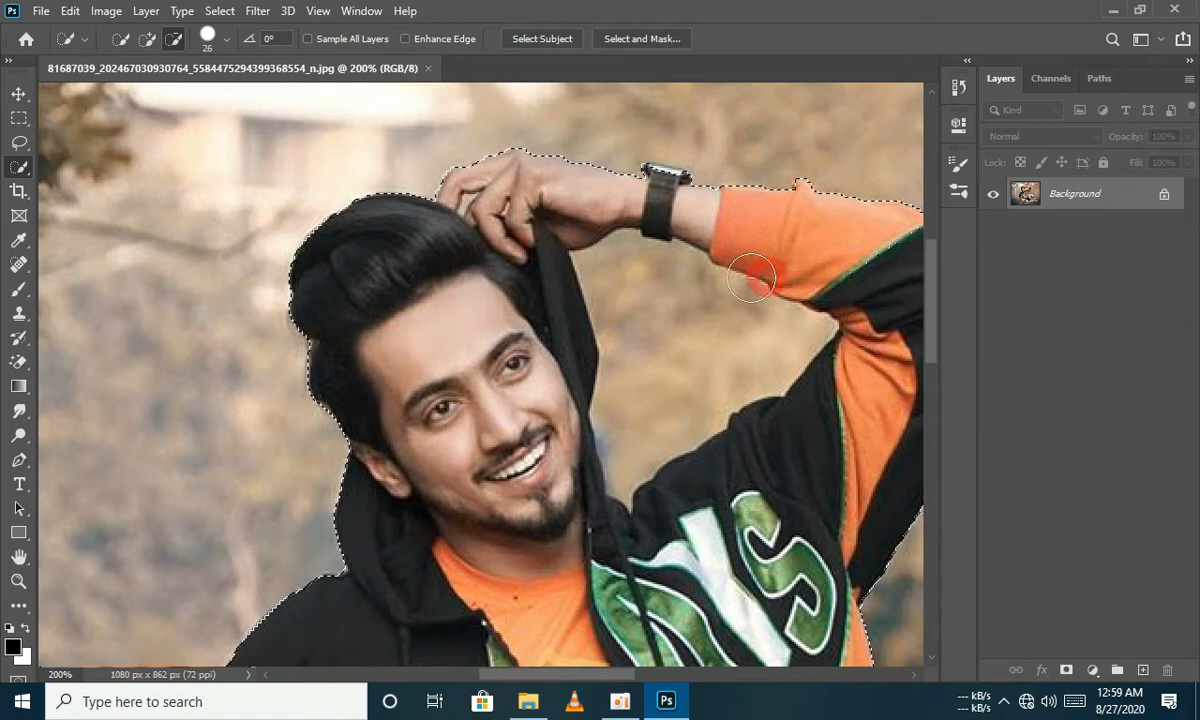 Ps File Edit Image Layer Type Select Filter 3D View Window Help
26 0° Sample All Layers Enhance Edge Select Subject Select and Mask...
81687039_202467030930764_5584475294399368554_n.jpg @ 200% (RGB/8) ×
Layers Channels Paths
Kind
Normal Opacity: 100%
Lock: Fill: 100%
Background
200% 1080 px x 862 px (72 ppi)
Type here to search
Ps
--- kB/s
--- kB/s
12:59 AM
8/27/2020